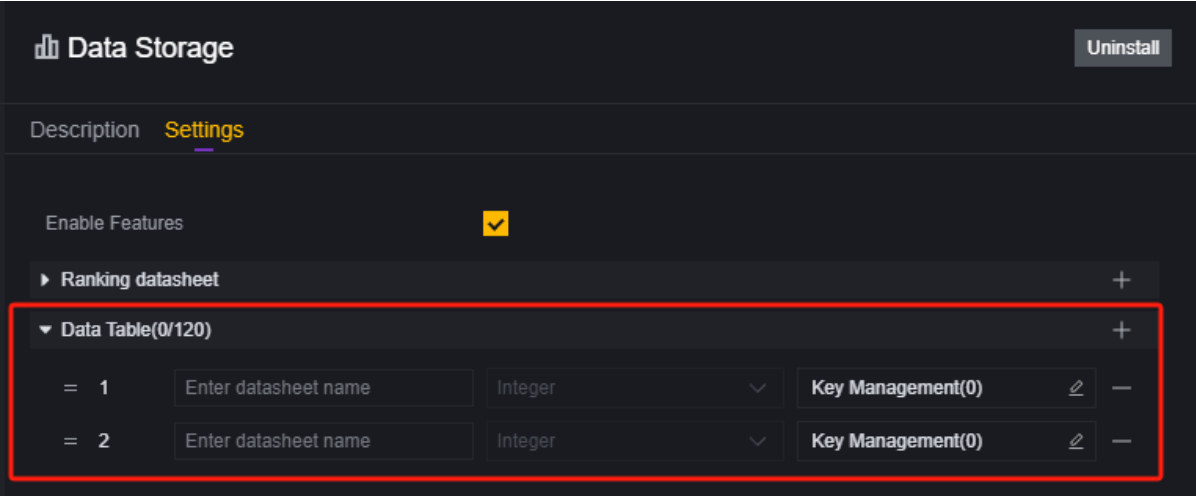 Data Storage
Uninstall
Description Settings
Enable Features
Ranking datasheet
Data Table(0/120)
1 Enter datasheet name Integer Key Management(0)
2 Enter datasheet name Integer Key Management(0)